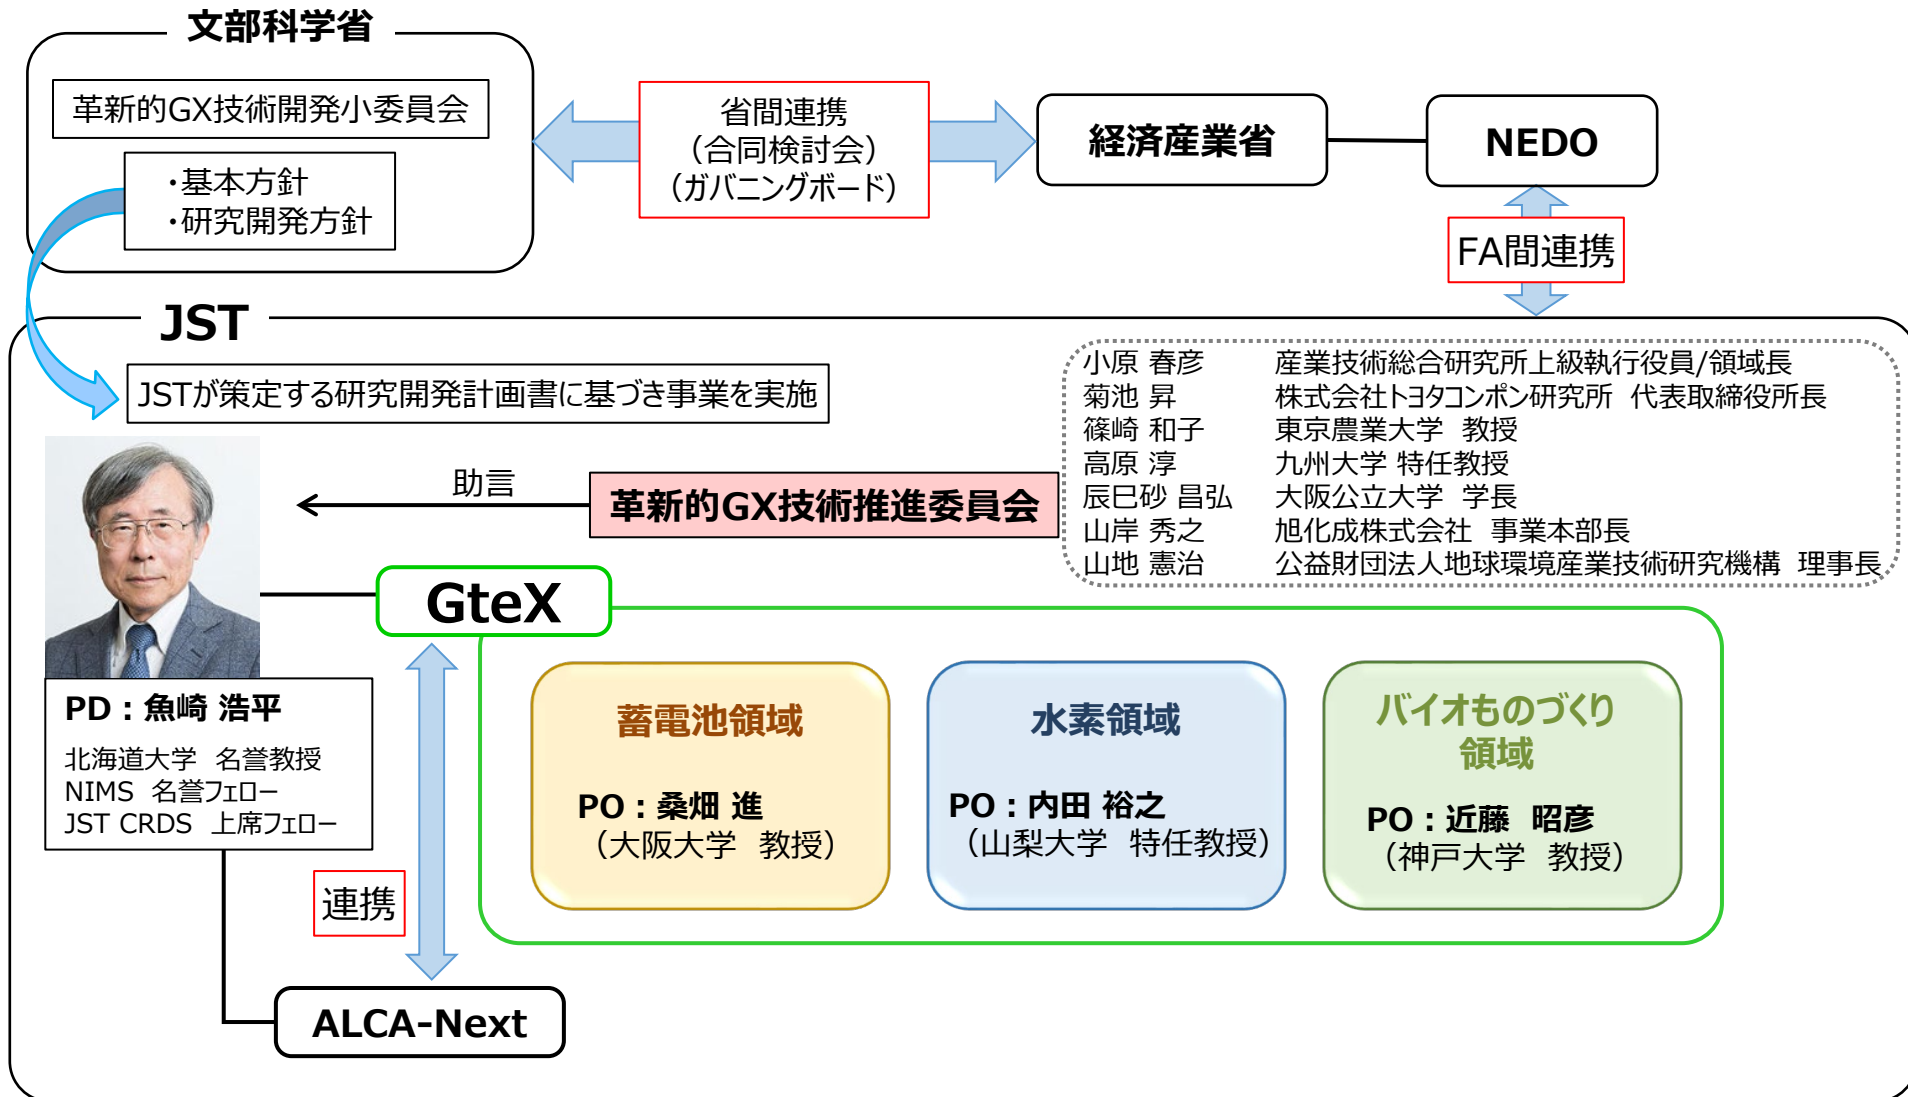 文部科学省
革新的GX技術開発小委員会
・基本方針
・研究開発方針
省間連携
（合同検討会）
（ガバニングボード）
経済産業省
NEDO
FA間連携
JST
JSTが策定する研究開発計画書に基づき事業を実施
小原 春彦 産業技術総合研究所上級執行役員/領域長
菊池 昇 株式会社トヨタコンポン研究所 代表取締役所長
篠崎 和子 東京農業大学 教授
高原 淳 九州大学 特任教授
辰巳砂 昌弘 大阪公立大学 学長
山岸 秀之 旭化成株式会社 事業本部長
山地 憲治 公益財団法人地球環境産業技術研究機構 理事長
助言
革新的GX技術推進委員会
GteX
PD：魚崎 浩平
北海道大学 名誉教授
NIMS 名誉フェロー
JST CRDS 上席フェロー
蓄電池領域
PO：桑畑 進
（大阪大学 教授）
水素領域
PO：内田 裕之
（山梨大学 特任教授）
バイオものづくり
領域
PO：近藤 昭彦
（神戸大学 教授）
連携
ALCA-Next